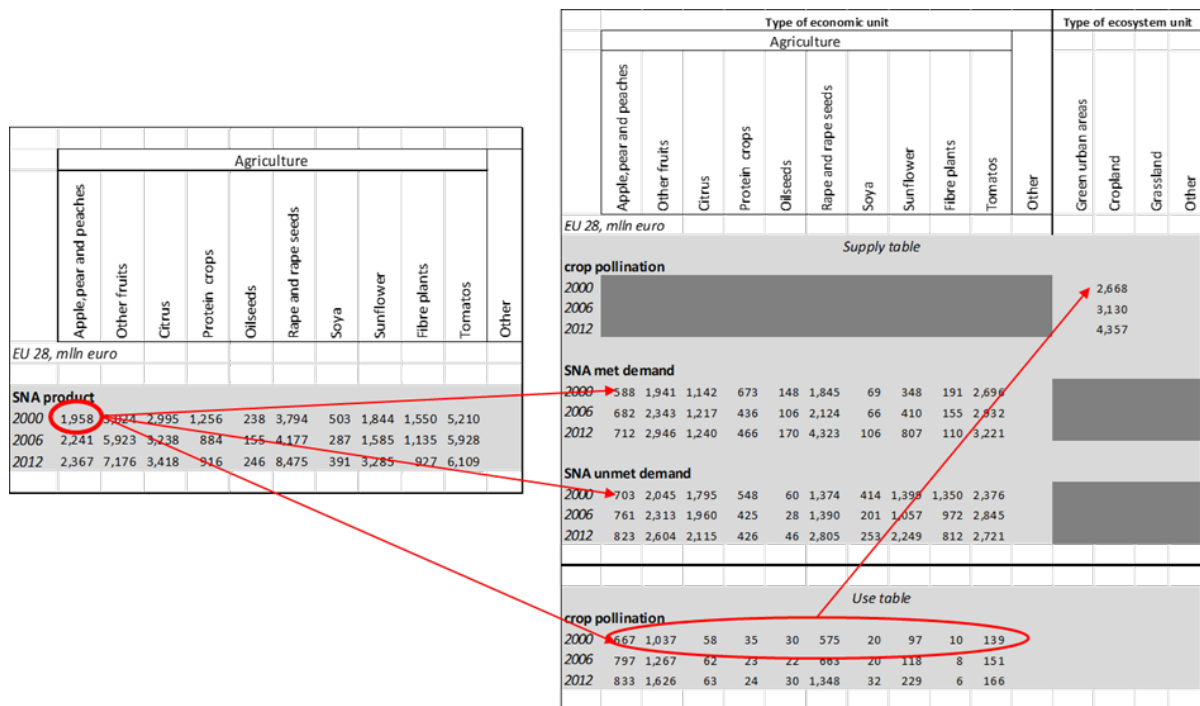 Agriculture
Apple,pear and peaches
Other fruits
Citrus
Protein crops
Oilseeds
Rape and rape seeds
Soya
Sunflower
Fibre plants
Tomatos
Other
EU 28, mlln euro
SNA product
2000 1,958 5,024 2,995 1,256 238 3,794 503 1,844 1,550 5,210
2006 2,241 5,923 3,238 884 155 4,177 287 1,585 1,135 5,928
2012 2,367 7,176 3,418 916 246 8,475 391 3,285 927 6,109
Type of economic unit Type of ecosystem unit
Agriculture
Apple,pear and peaches
Other fruits
Citrus
Protein crops
Oilseeds
Rape and rape seeds
Soya
Sunflower
Fibre plants
Tomatos
Other
Green urban areas
Cropland
Grassland
Other
EU 28, mlln euro
Supply table
crop pollination
2000 2,668
2006 3,130
2012 4,357
SNA met demand
2000 588 1,941 1,142 673 148 1,845 69 348 191 2,696
2006 682 2,343 1,217 436 106 2,124 66 410 155 2,932
2012 712 2,946 1,240 466 170 4,323 106 807 110 3,221
SNA unmet demand
2000 703 2,045 1,795 548 60 1,374 414 1,399 1,350 2,376
2006 761 2,313 1,960 425 28 1,390 201 1,057 972 2,845
2012 823 2,604 2,115 426 46 2,805 253 2,249 812 2,721
Use table
crop pollination
2000 667 1,037 58 35 30 575 20 97 10 139
2006 797 1,267 62 23 22 663 20 118 8 151
2012 833 1,626 63 24 30 1,348 32 229 6 166